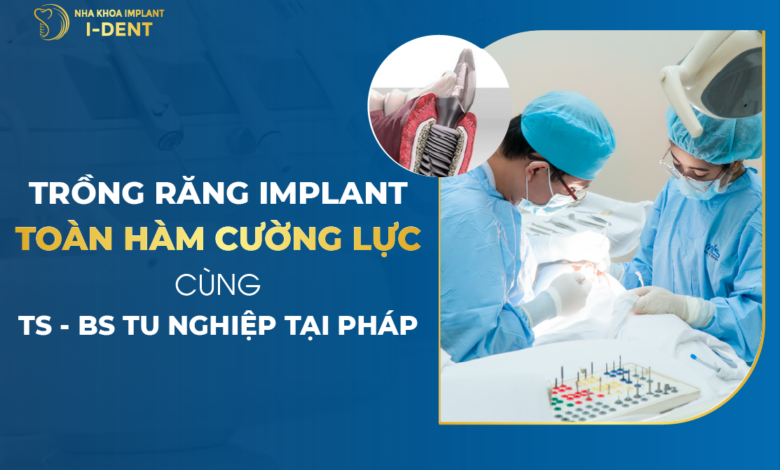 NHA KHOA IMPLANT
I-DENT
TRỒNG RĂNG IMPLANT
TOÀN HÀM CƯỜNG LỰC
CÙNG
TS - BS TU NGHIỆP TẠI PHÁP